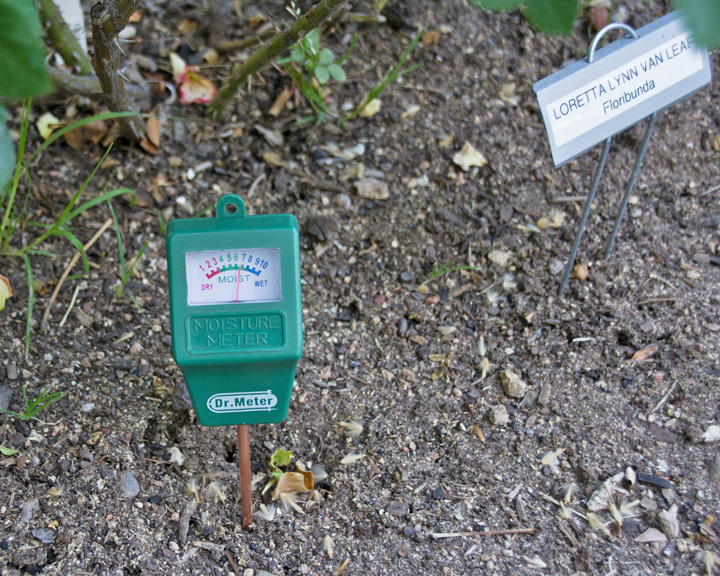 LORETTA LYNN VAN LEAR
Floribunda
1 2 3 4 5 6 7 8 9 10
MOIST
DRY WET
MOISTURE
METER
Dr.Meter